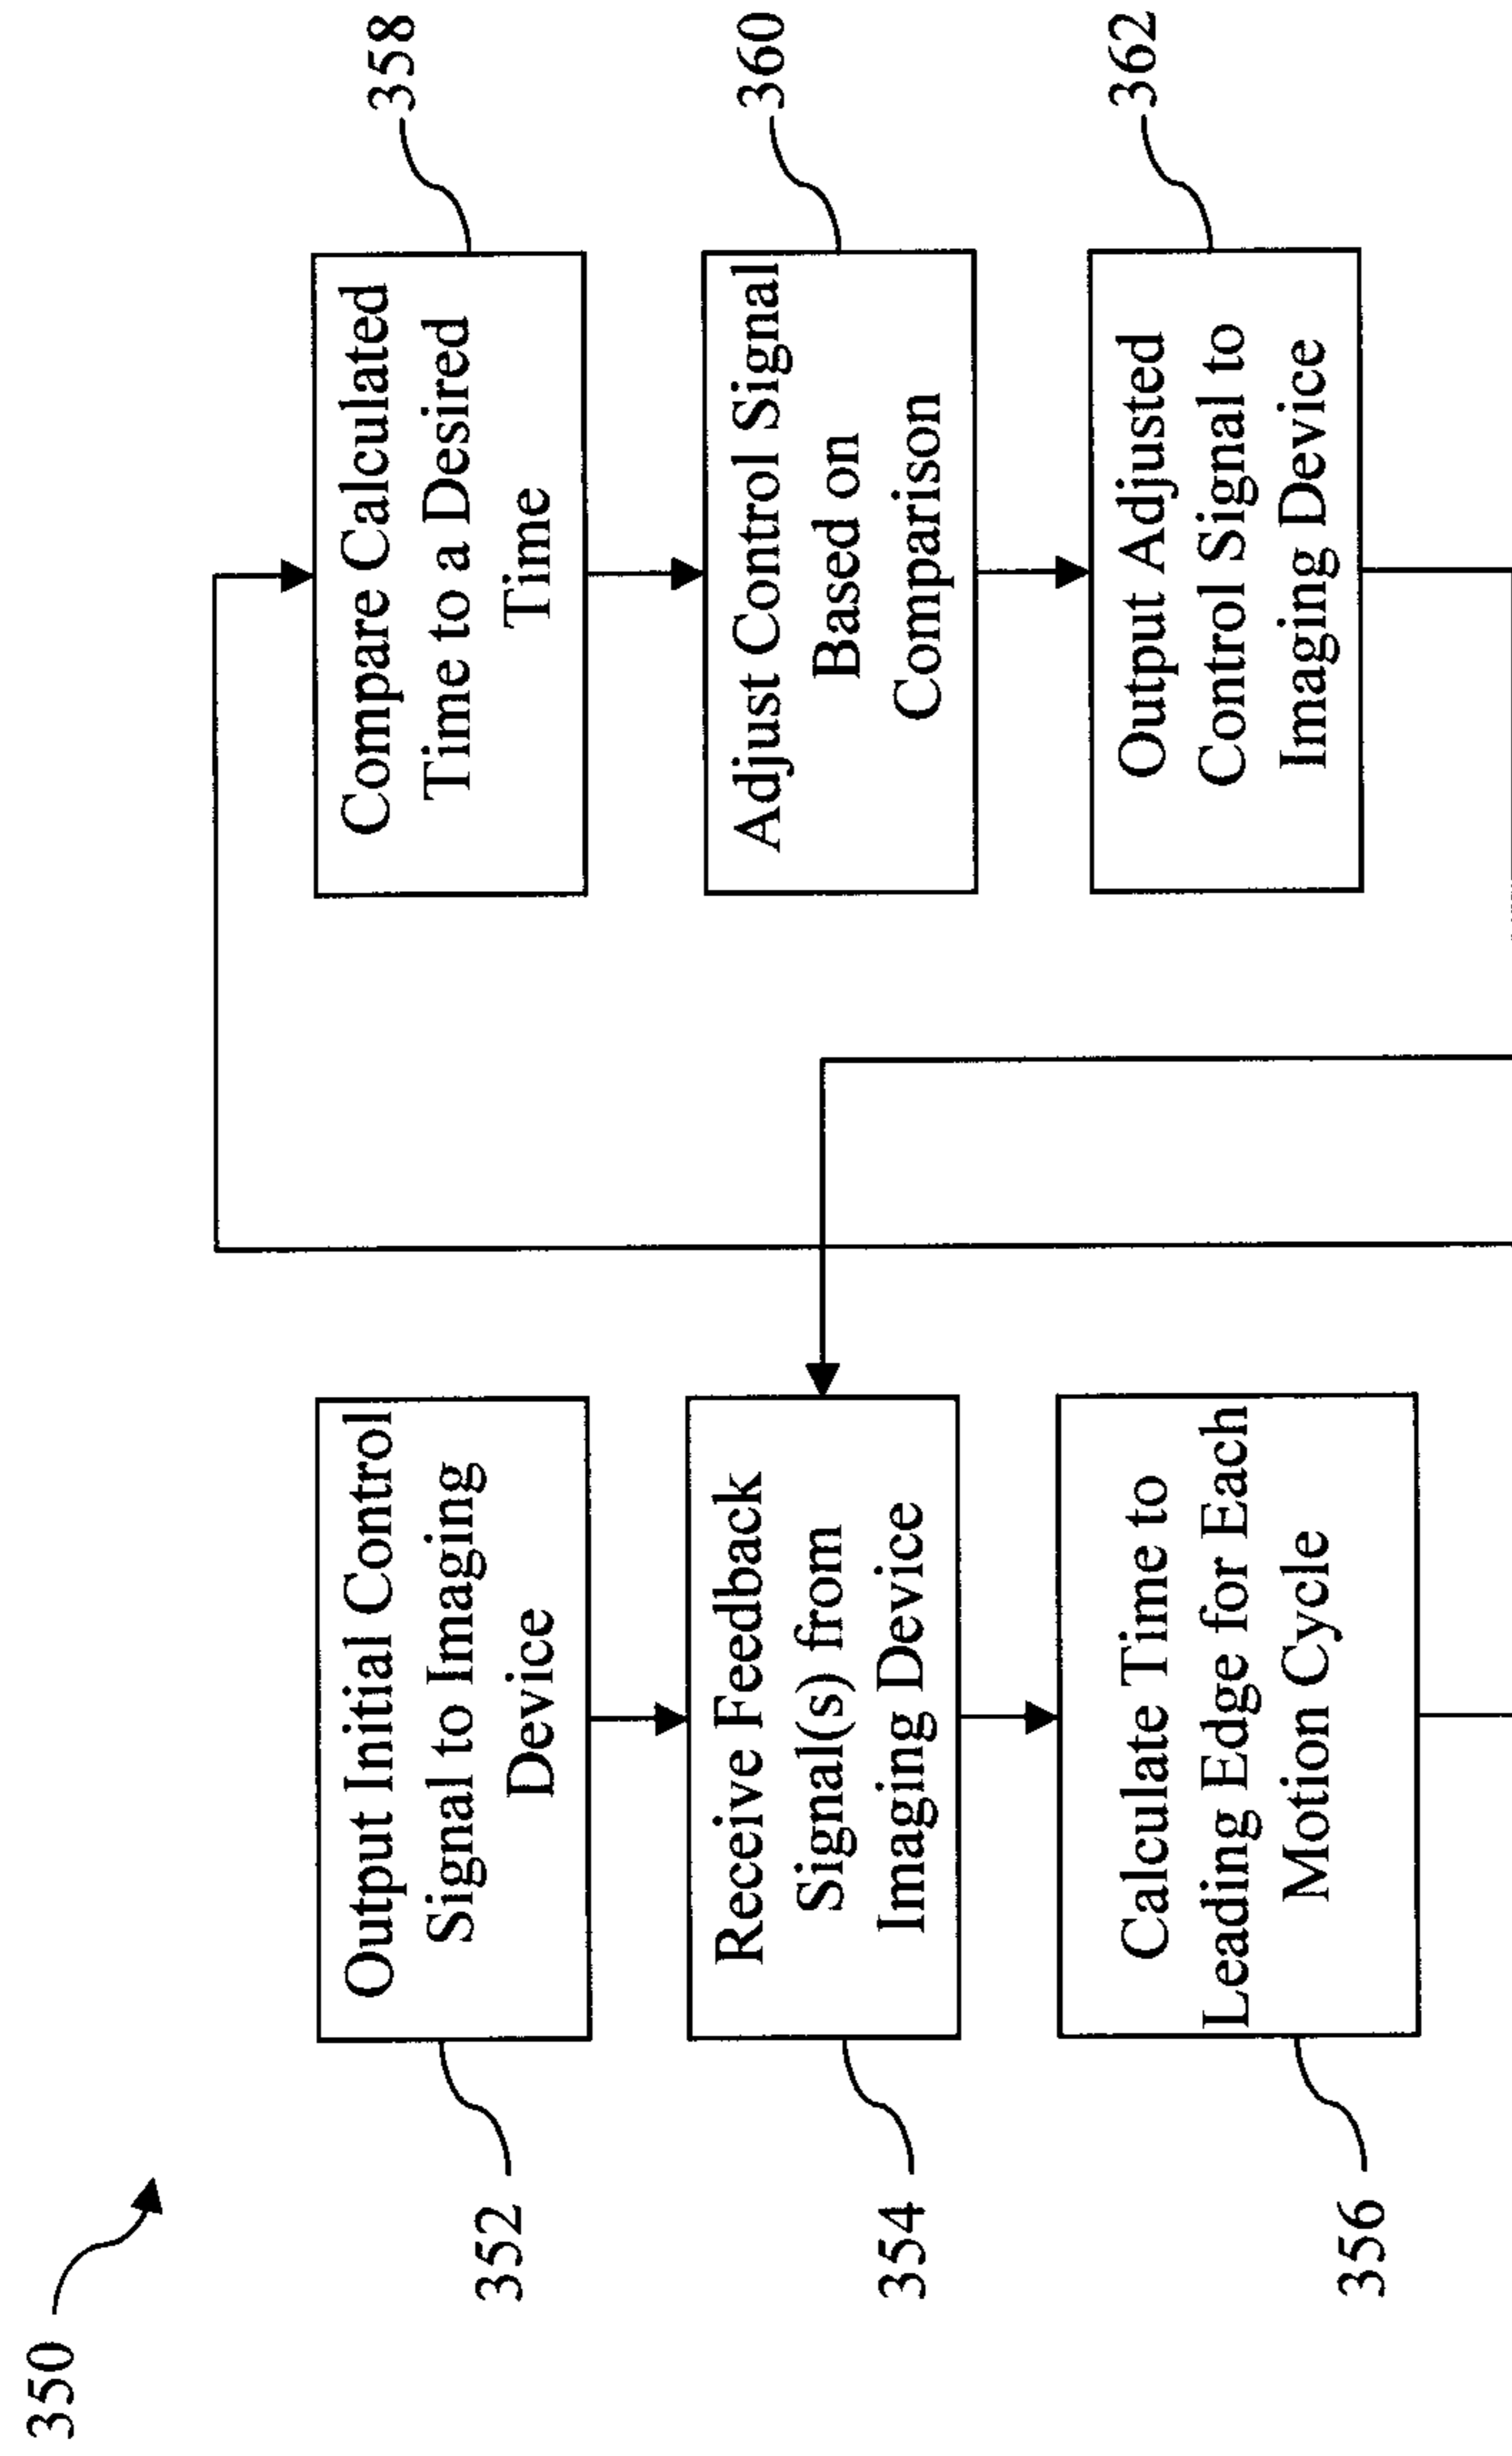 350
352
Output Initial Control
Signal to Imaging
Device
354
Receive Feedback
Signal(s) from
Imaging Device
356
Calculate Time to
Leading Edge for Each
Motion Cycle
358
Compare Calculated
Time to a Desired
Time
360
Adjust Control Signal
Based on
Comparison
362
Output Adjusted
Control Signal to
Imaging Device